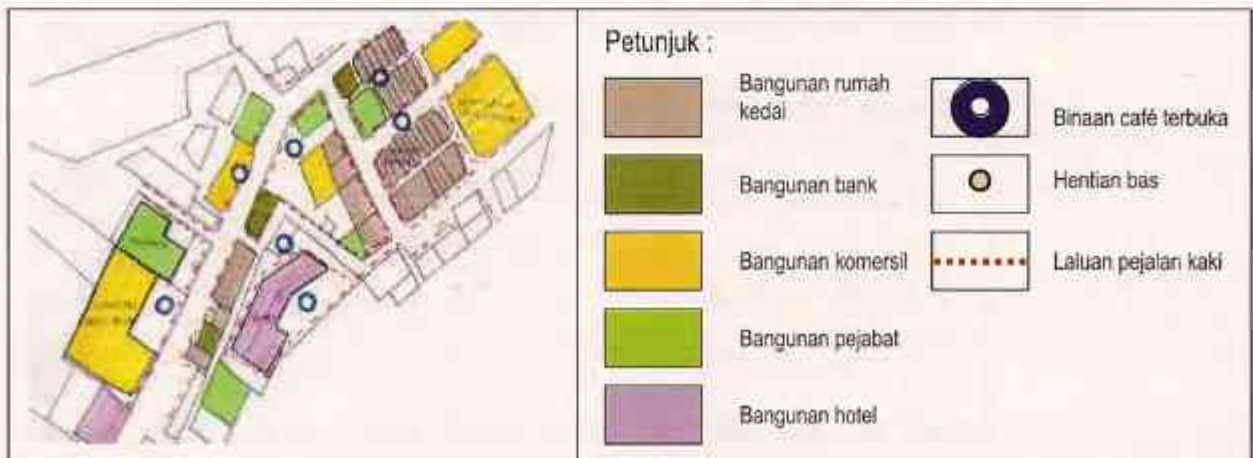 Petunjuk :
Bangunan rumah
kedai
Bangunan bank
Bangunan komersil
Bangunan pejabat
Bangunan hotel
Binaan café terbuka
Hentian bas
Laluan pejalan kaki